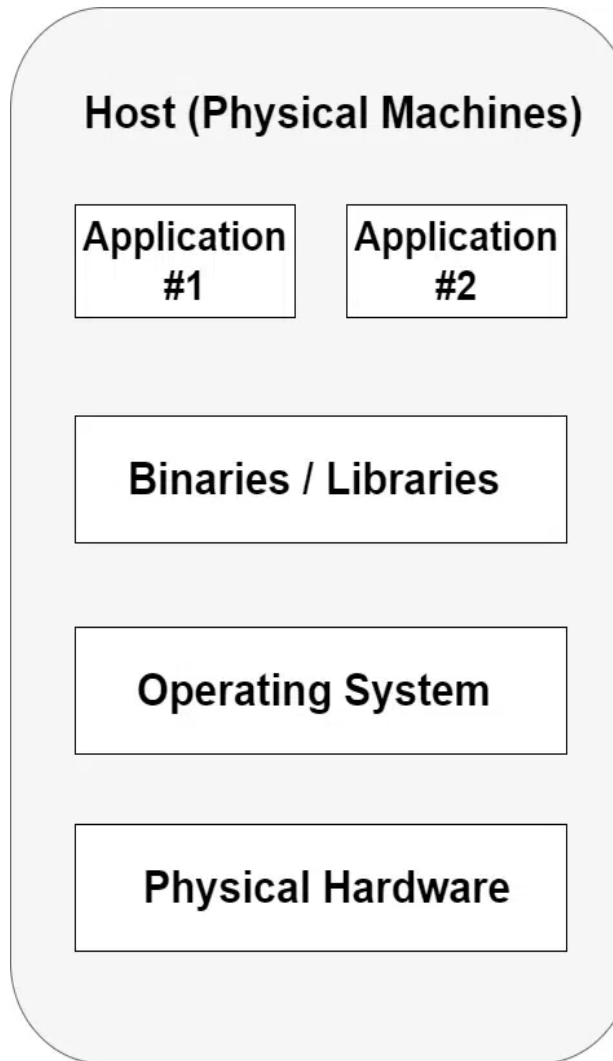 Host (Physical Machines)
Application
#1
Application
#2
Binaries / Libraries
Operating System
Physical Hardware